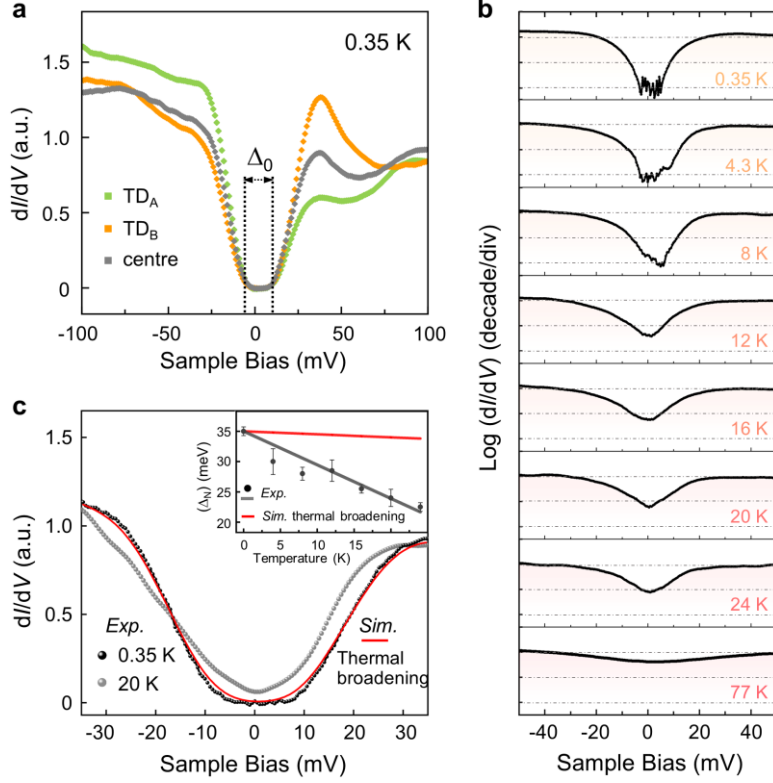 a
0.35 K
dI/dV (a.u.)
1.5
1.0
0.5
0
Δ0
TDA
TDB
centre
-100
-50
0
50
100
Sample Bias (mV)
b
Log (dI/dV) (decade/div)
0.35 K
4.3 K
8 K
12 K
16 K
20 K
24 K
77 K
-40
-20
0
20
40
Sample Bias (mV)
c
dI/dV (a.u.)
1.5
1.0
0.5
0
(ΔN) (meV)
35
30
25
20
Exp.
Sim. thermal broadening
0
5
10
15
Temperature (K)
Exp.
0.35 K
20 K
Sim.
Thermal
broadening
-30
-20
-10
0
10
20
30
Sample Bias (mV)